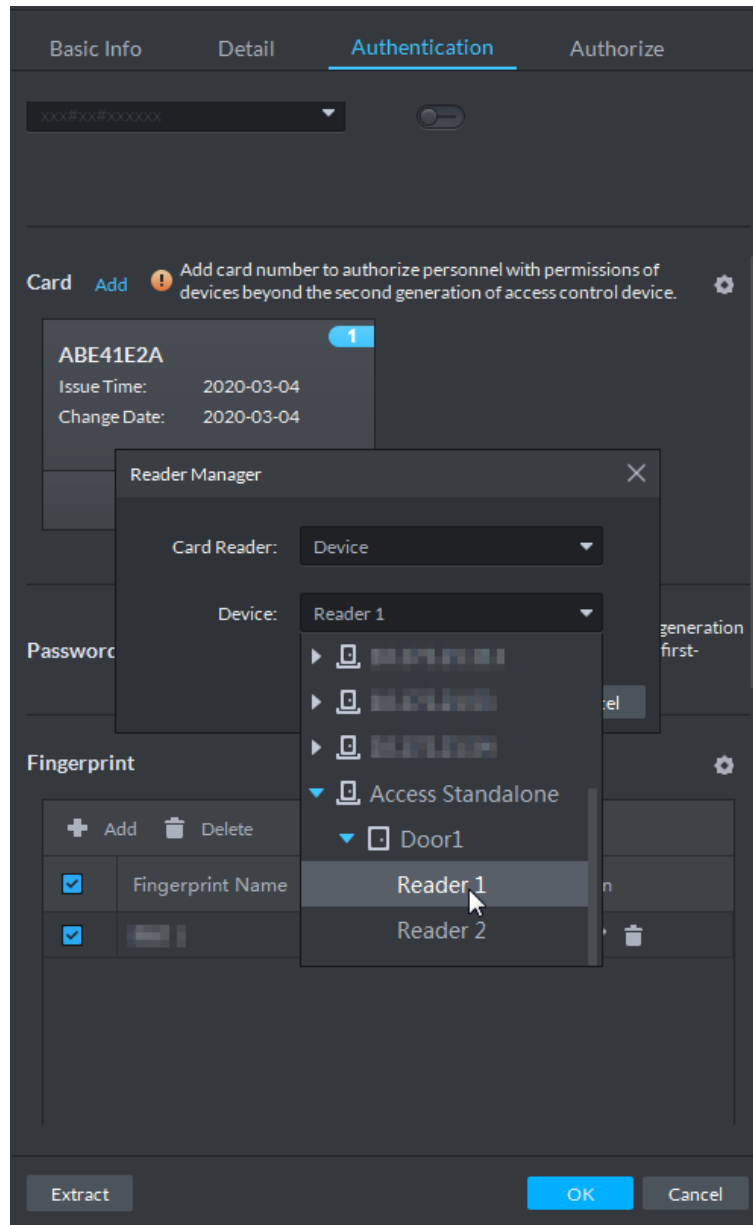 Basic Info Detail Authentication Authorize
xxx#xx#xxxxxx
Card Add Add card number to authorize personnel with permissions of
devices beyond the second generation of access control device.
1
ABE41E2A
Issue Time: 2020-03-04
Change Date: 2020-03-04
Reader Manager
Card Reader: Device
Device: Reader 1
generation
Password first-
el
Access Standalone
Door1
Reader 1
Reader 2
Fingerprint
Add Delete
Fingerprint Name n
Extract OK Cancel